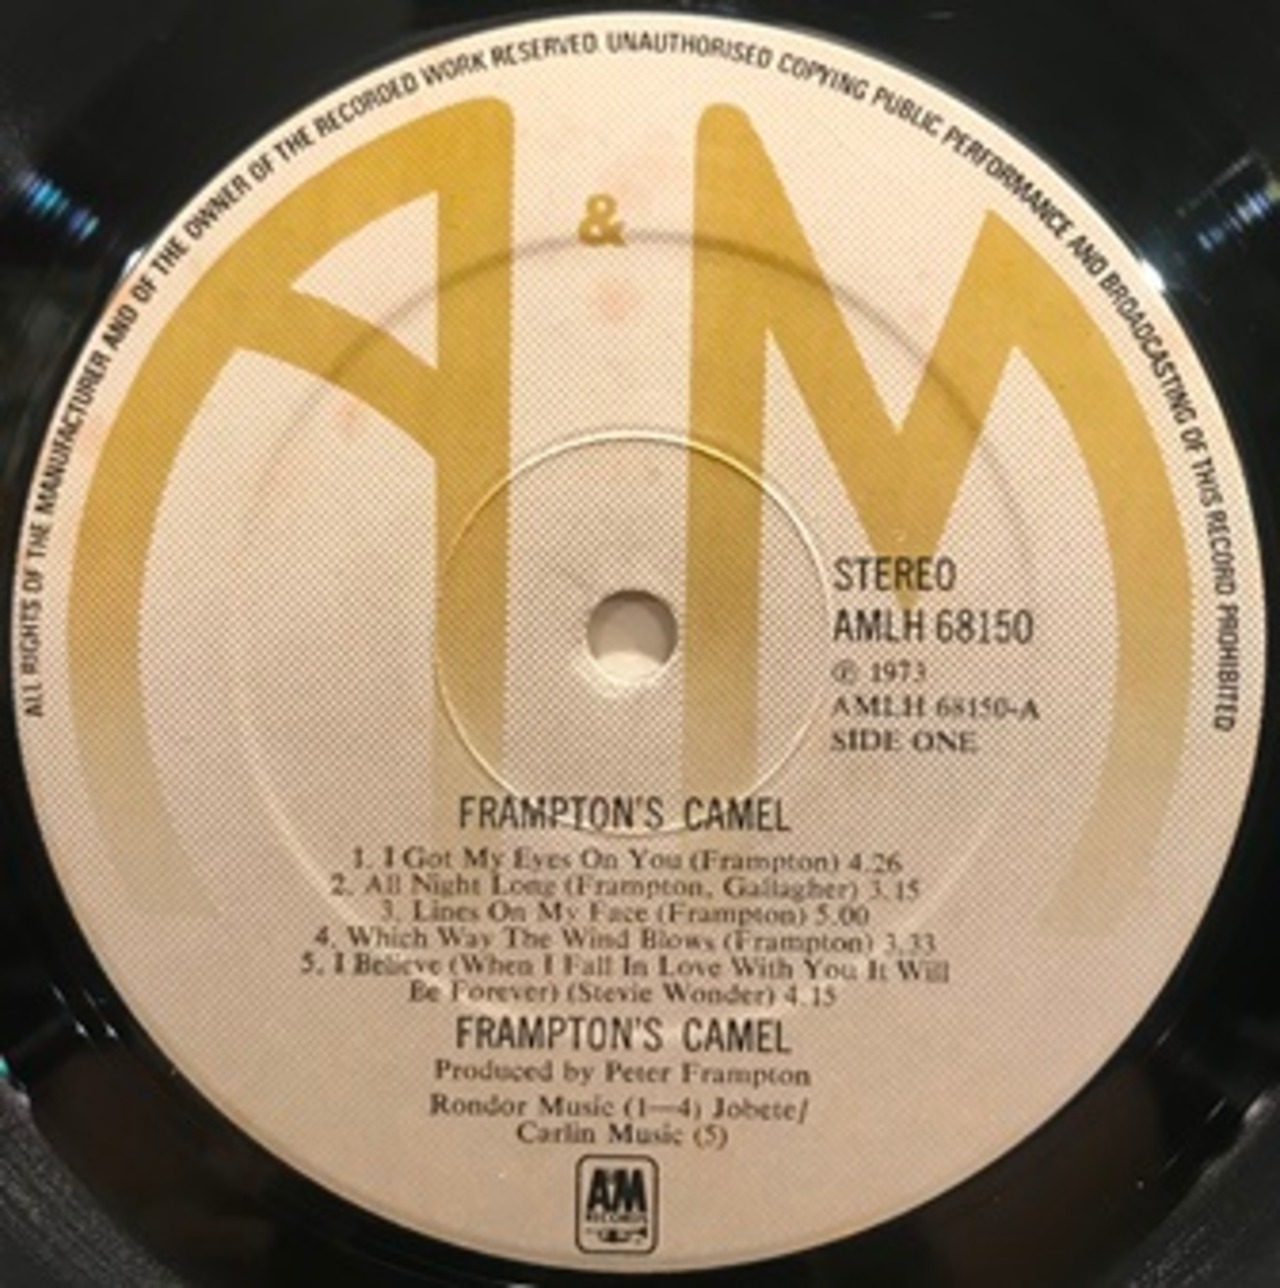 ALL RIGHTS OF THE MANUFACTURER AND OF THE OWNER OF THE RECORDED WORK RESERVED. UNAUTHORISED COPYING PUBLIC PERFORMANCE AND BROADCASTING OF THIS RECORD PROHIBITED
A & M
STEREO
AMLH 68150
℗ 1973
AMLH 68150-A
SIDE ONE
FRAMPTON'S CAMEL
1. I Got My Eyes On You (Frampton) 4.26
2. All Night Long (Frampton, Gallagher) 3.15
3. Lines On My Face (Frampton) 5.00
4. Which Way The Wind Blows (Frampton) 3.33
5. I Believe (When I Fall In Love With You It Will
Be Forever) (Stevie Wonder) 4.15
FRAMPTON'S CAMEL
Produced by Peter Frampton
Rondor Music (1—4) Jobete/
Carlin Music (5)
A&M
RECORDS